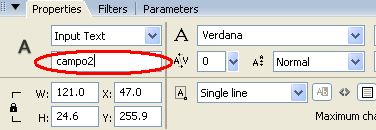 Properties Filters Parameters
A Input Text A Verdana
campo2 A V 0 A Normal
W: 121.0 X: 47.0 A Single line AB <>
H: 24.6 Y: 255.9 Maximum cha